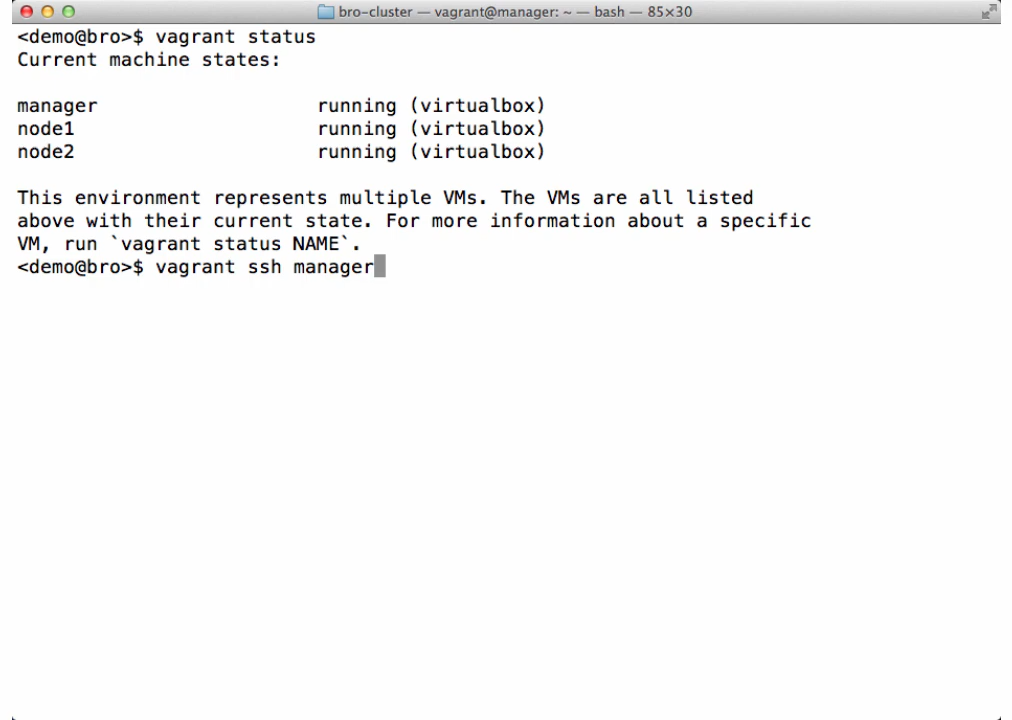 bro-cluster — vagrant@manager: ~ — bash — 85×30
<demo@bro>$ vagrant status
Current machine states:
manager                   running (virtualbox)
node1                     running (virtualbox)
node2                     running (virtualbox)
This environment represents multiple VMs. The VMs are all listed
above with their current state. For more information about a specific
VM, run `vagrant status NAME`.
<demo@bro>$ vagrant ssh manager